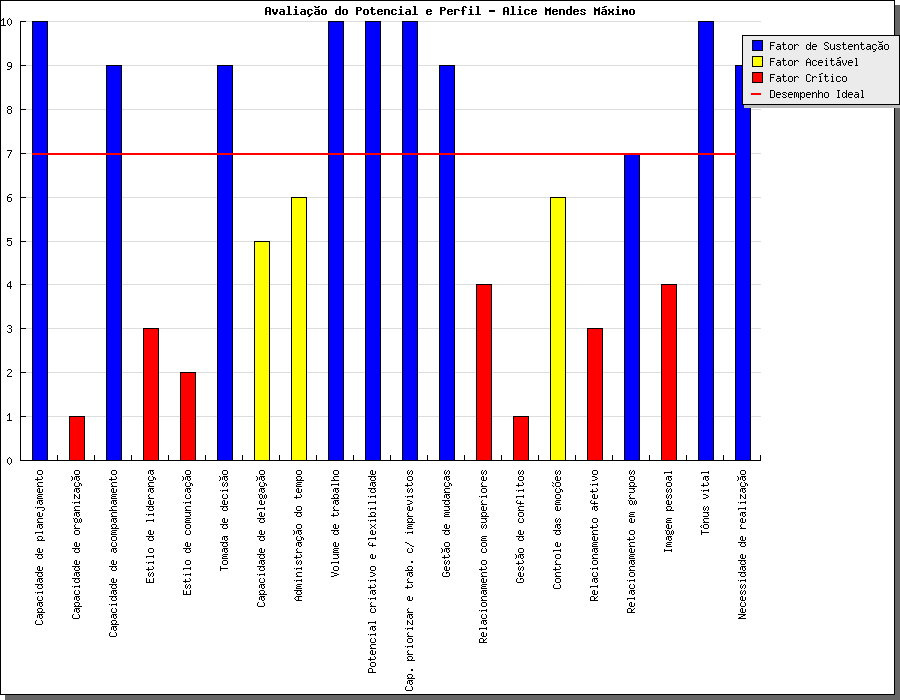 Avaliação do Potencial e Perfil - Alice Mendes Máximo
Fator de Sustentação
Fator Aceitável
Fator Crítico
Desempenho Ideal
10
9
8
7
6
5
4
3
2
1
0
Capacidade de planejamento
Capacidade de organização
Capacidade de acompanhamento
Estilo de liderança
Estilo de comunicação
Tomada de decisão
Capacidade de delegação
Administração do tempo
Volume de trabalho
Potencial criativo e flexibilidade
Cap. priorizar e trab. c/ imprevistos
Gestão de mudanças
Relacionamento com superiores
Gestão de conflitos
Controle das emoções
Relacionamento afetivo
Relacionamento em grupos
Imagem pessoal
Tônus vital
Necessidade de realização